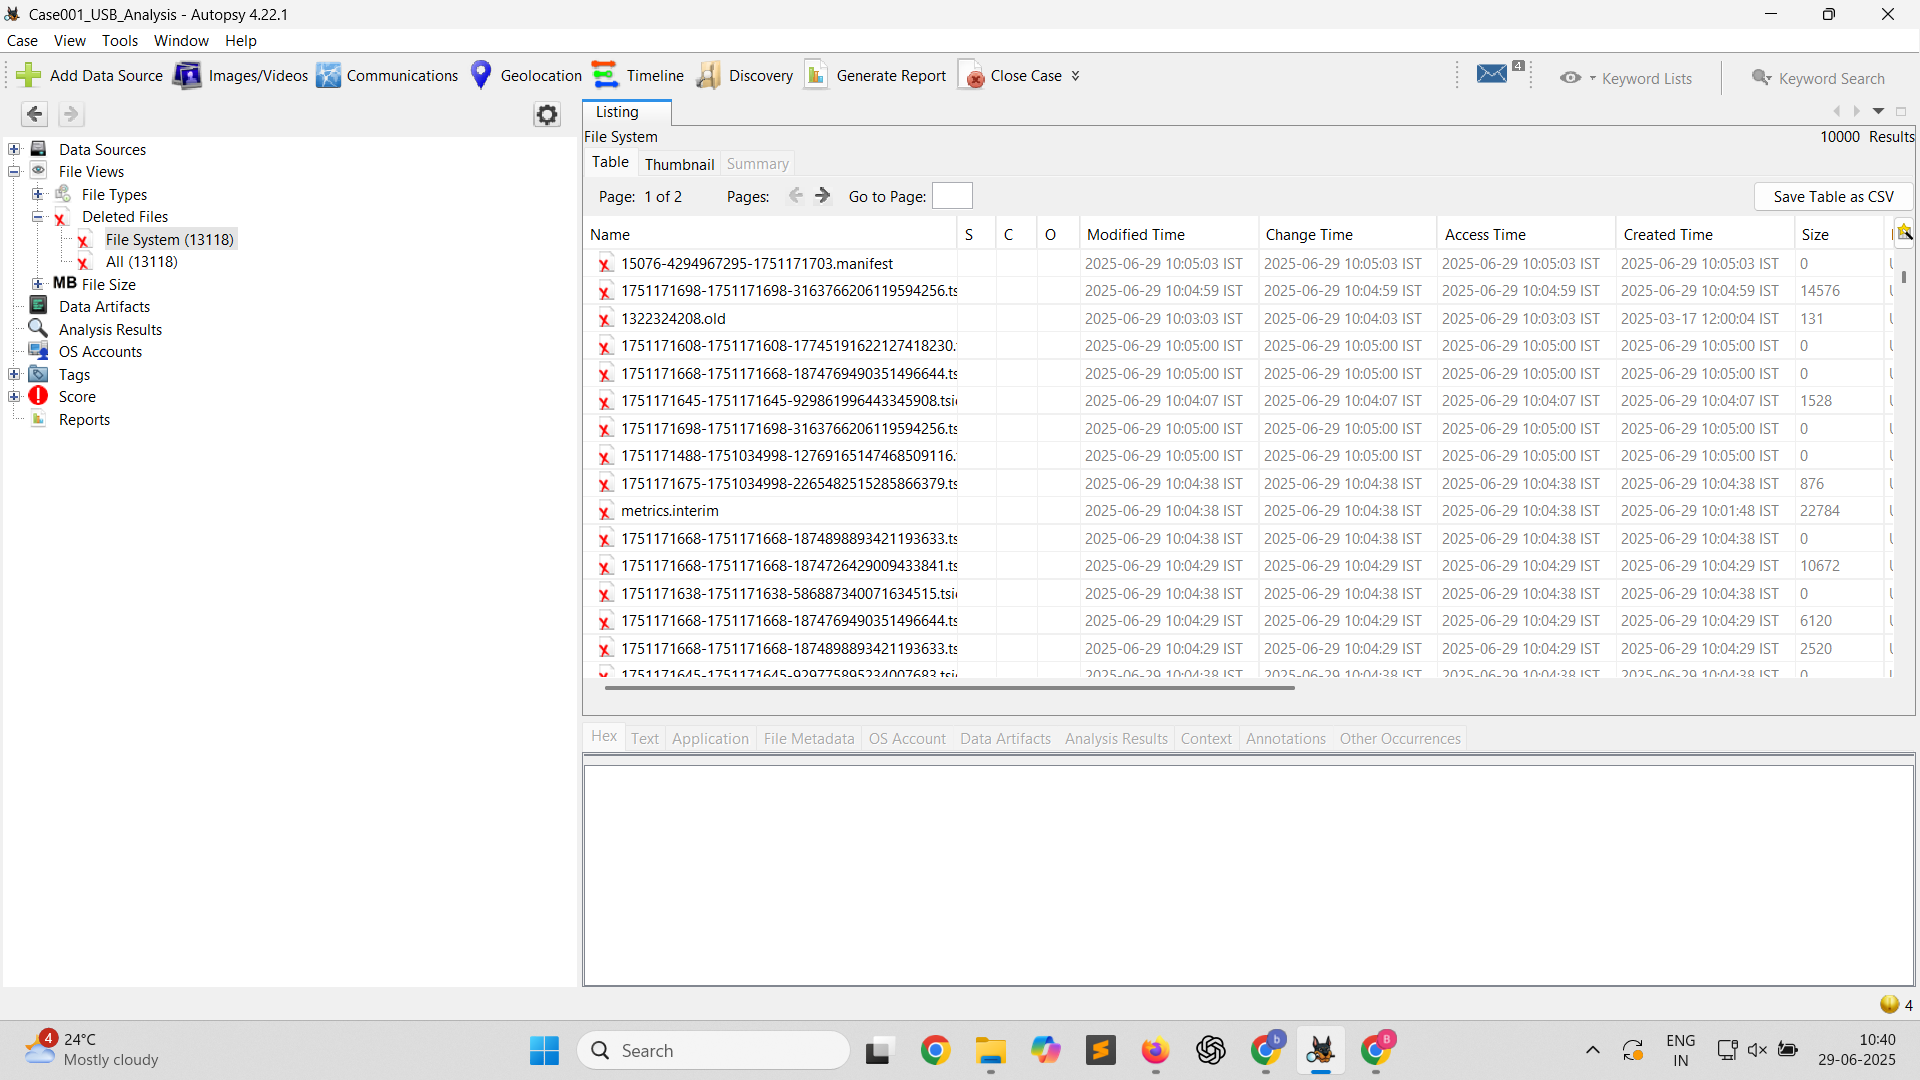 Case001_USB_Analysis - Autopsy 4.22.1
Case View Tools Window Help
Add Data Source Images/Videos Communications Geolocation Timeline Discovery Generate Report Close Case 4 Keyword Lists Keyword Search
Data Sources
File Views
File Types
Deleted Files
File System (13118)
All (13118)
MB File Size
Data Artifacts
Analysis Results
OS Accounts
Tags
Score
Reports
Listing
File System 10000 Results
Table Thumbnail Summary
Page: 1 of 2 Pages: Go to Page: Save Table as CSV
Name S C O Modified Time Change Time Access Time Created Time Size
15076-4294967295-1751171703.manifest 2025-06-29 10:05:03 IST 2025-06-29 10:05:03 IST 2025-06-29 10:05:03 IST 2025-06-29 10:05:03 IST 0
1751171698-1751171698-3163766206119594256.ts 2025-06-29 10:04:59 IST 2025-06-29 10:04:59 IST 2025-06-29 10:04:59 IST 2025-06-29 10:04:59 IST 14576
1322324208.old 2025-06-29 10:03:03 IST 2025-06-29 10:04:03 IST 2025-06-29 10:03:03 IST 2025-03-17 12:00:04 IST 131
1751171608-1751171608-17745191622127418230. 2025-06-29 10:05:00 IST 2025-06-29 10:05:00 IST 2025-06-29 10:05:00 IST 2025-06-29 10:05:00 IST 0
1751171668-1751171668-1874769490351496644.ts 2025-06-29 10:05:00 IST 2025-06-29 10:05:00 IST 2025-06-29 10:05:00 IST 2025-06-29 10:05:00 IST 0
1751171645-1751171645-929861996443345908.tsi 2025-06-29 10:04:07 IST 2025-06-29 10:04:07 IST 2025-06-29 10:04:07 IST 2025-06-29 10:04:07 IST 1528
1751171698-1751171698-3163766206119594256.ts 2025-06-29 10:05:00 IST 2025-06-29 10:05:00 IST 2025-06-29 10:05:00 IST 2025-06-29 10:05:00 IST 0
1751171488-1751034998-12769165147468509116. 2025-06-29 10:05:00 IST 2025-06-29 10:05:00 IST 2025-06-29 10:05:00 IST 2025-06-29 10:05:00 IST 0
1751171675-1751034998-2265482515285866379.ts 2025-06-29 10:04:38 IST 2025-06-29 10:04:38 IST 2025-06-29 10:04:38 IST 2025-06-29 10:04:38 IST 876
metrics.interim 2025-06-29 10:04:38 IST 2025-06-29 10:04:38 IST 2025-06-29 10:04:38 IST 2025-06-29 10:01:48 IST 22784
1751171668-1751171668-1874898893421193633.ts 2025-06-29 10:04:38 IST 2025-06-29 10:04:38 IST 2025-06-29 10:04:38 IST 2025-06-29 10:04:38 IST 0
1751171668-1751171668-1874726429009433841.ts 2025-06-29 10:04:29 IST 2025-06-29 10:04:29 IST 2025-06-29 10:04:29 IST 2025-06-29 10:04:29 IST 10672
1751171638-1751171638-586887340071634515.tsi 2025-06-29 10:04:38 IST 2025-06-29 10:04:38 IST 2025-06-29 10:04:38 IST 2025-06-29 10:04:38 IST 0
1751171668-1751171668-1874769490351496644.ts 2025-06-29 10:04:29 IST 2025-06-29 10:04:29 IST 2025-06-29 10:04:29 IST 2025-06-29 10:04:29 IST 6120
1751171668-1751171668-1874898893421193633.ts 2025-06-29 10:04:29 IST 2025-06-29 10:04:29 IST 2025-06-29 10:04:29 IST 2025-06-29 10:04:29 IST 2520
1751171645-1751171645-929775895234007683.tsi 2025-06-29 10:04:38 IST 2025-06-29 10:04:38 IST 2025-06-29 10:04:38 IST 2025-06-29 10:04:38 IST 0
Hex Text Application File Metadata OS Account Data Artifacts Analysis Results Context Annotations Other Occurrences
4
4 24°C
Mostly cloudy
Search
b
B
ENG
IN
10:40
29-06-2025